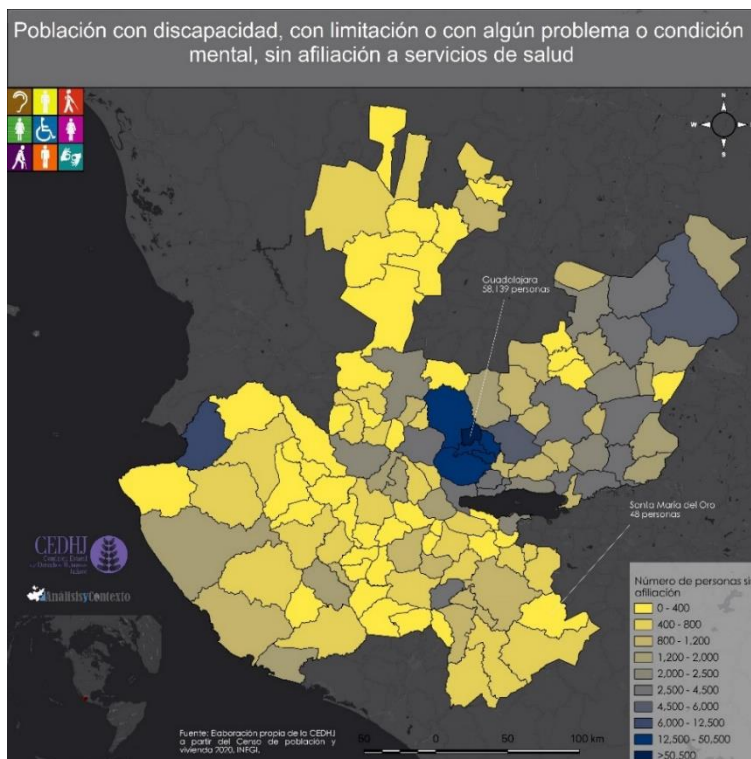 Población con discapacidad, con limitación o con algún problema o condición
mental, sin afiliación a servicios de salud
N
W
E
S
Guadalajara
58,139 personas
Santa María del Oro
48 personas
CEDHJ
AnálisisyContexto
Número de personas si
afiliación
0 - 400
400 - 800
800 - 1,200
1,200 - 2,000
2,000 - 2,500
2,500 - 4,500
4,500 - 6,000
6,000 - 12,500
12,500 - 50,500
>50,500
Fuente: Elaboración propia de la CEDHJ
a partir del Censo de población y
vivienda 2020, INEGI.
0 50 100 km